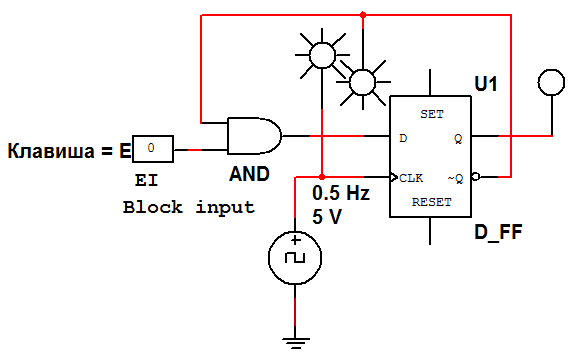 U1
SET
Клавиша = E
0
D
Q
AND
EI
CLK
~Q
Block input
0.5 Hz
5 V
RESET
D_FF